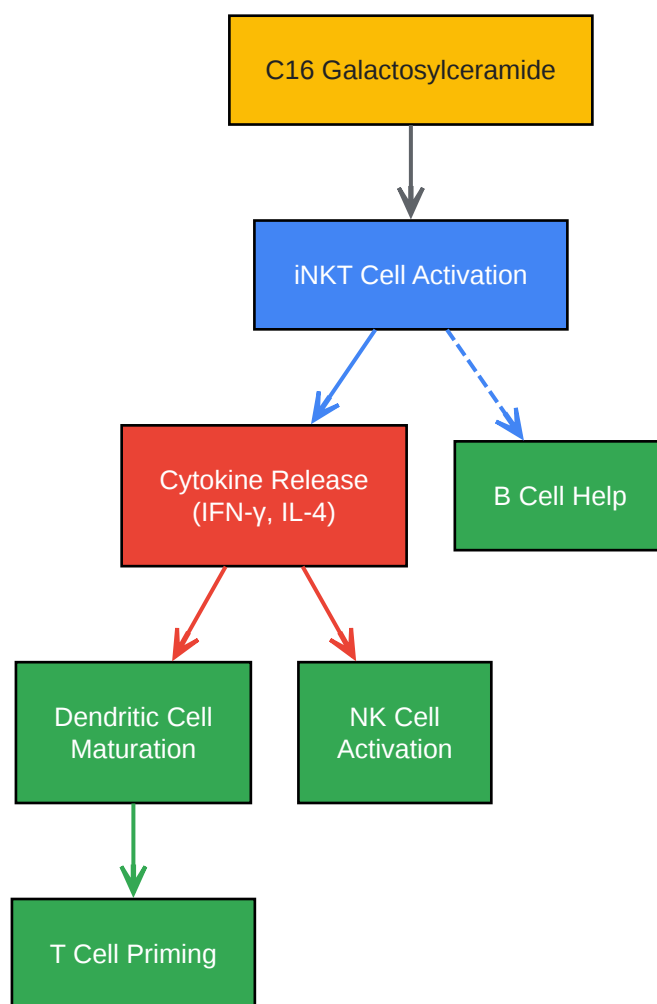 C16 Galactosylceramide
iNKT Cell Activation
Cytokine Release
(IFN-γ, IL-4)
B Cell Help
Dendritic Cell
Maturation
NK Cell
Activation
T Cell Priming